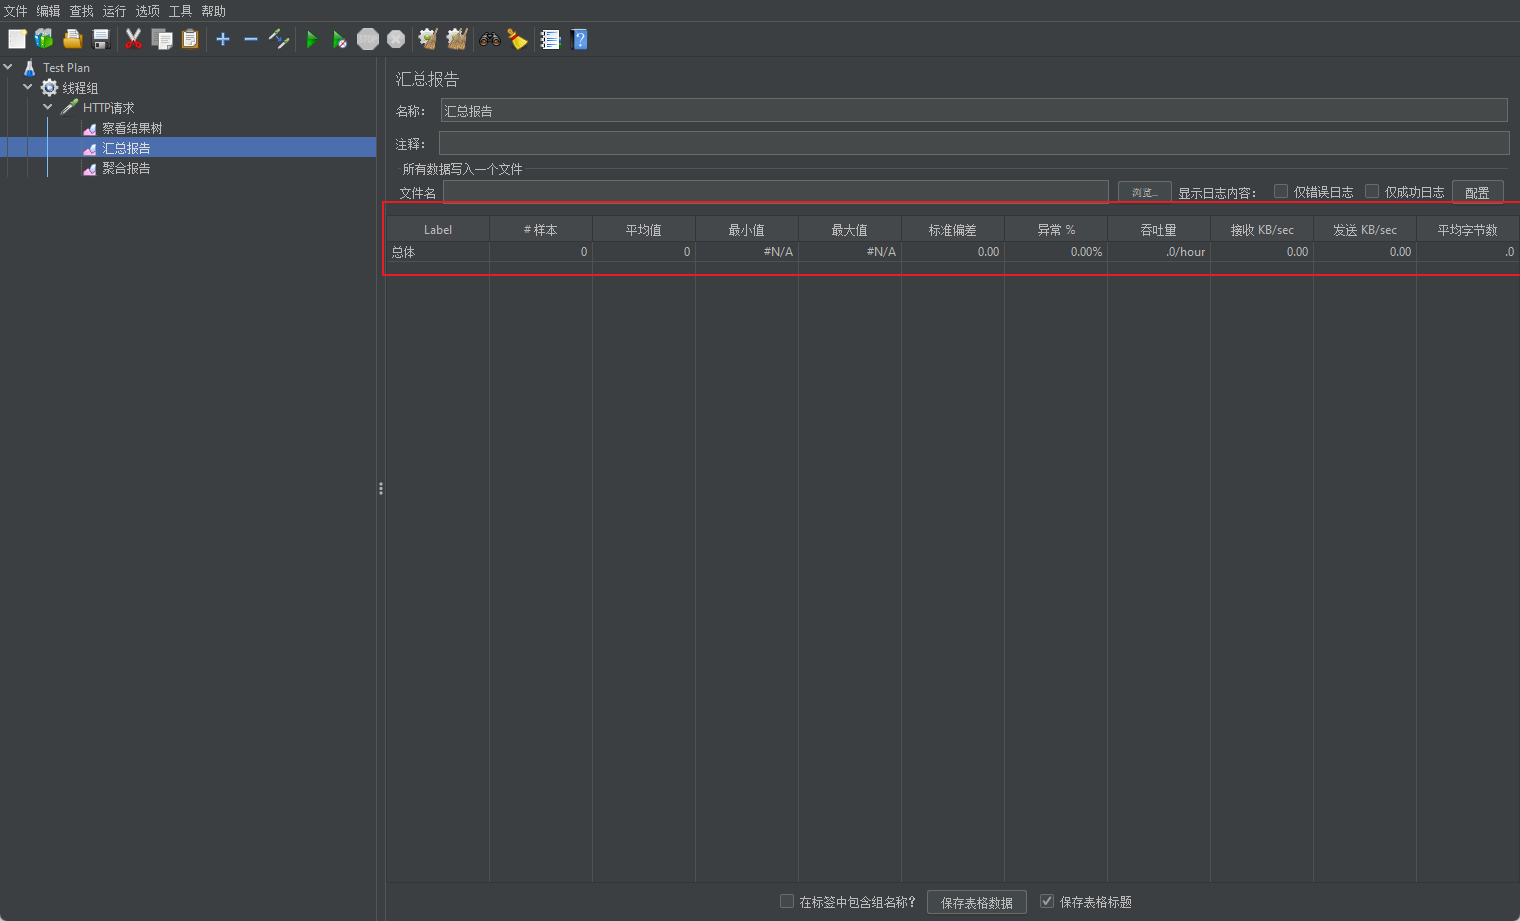 文件 编辑 查找 运行 选项 工具 帮助
Test Plan
线程组
HTTP请求
察看结果树
汇总报告
聚合报告
汇总报告
名称： 汇总报告
注释：
所有数据写入一个文件
文件名 浏览... 显示日志内容： 仅错误日志 仅成功日志 配置
Label # 样本 平均值 最小值 最大值 标准偏差 异常 % 吞吐量 接收 KB/sec 发送 KB/sec 平均字节数
总体 0 0 #N/A #N/A 0.00 0.00% .0/hour 0.00 0.00 .0
在标签中包含组名称？ 保存表格数据 保存表格标题